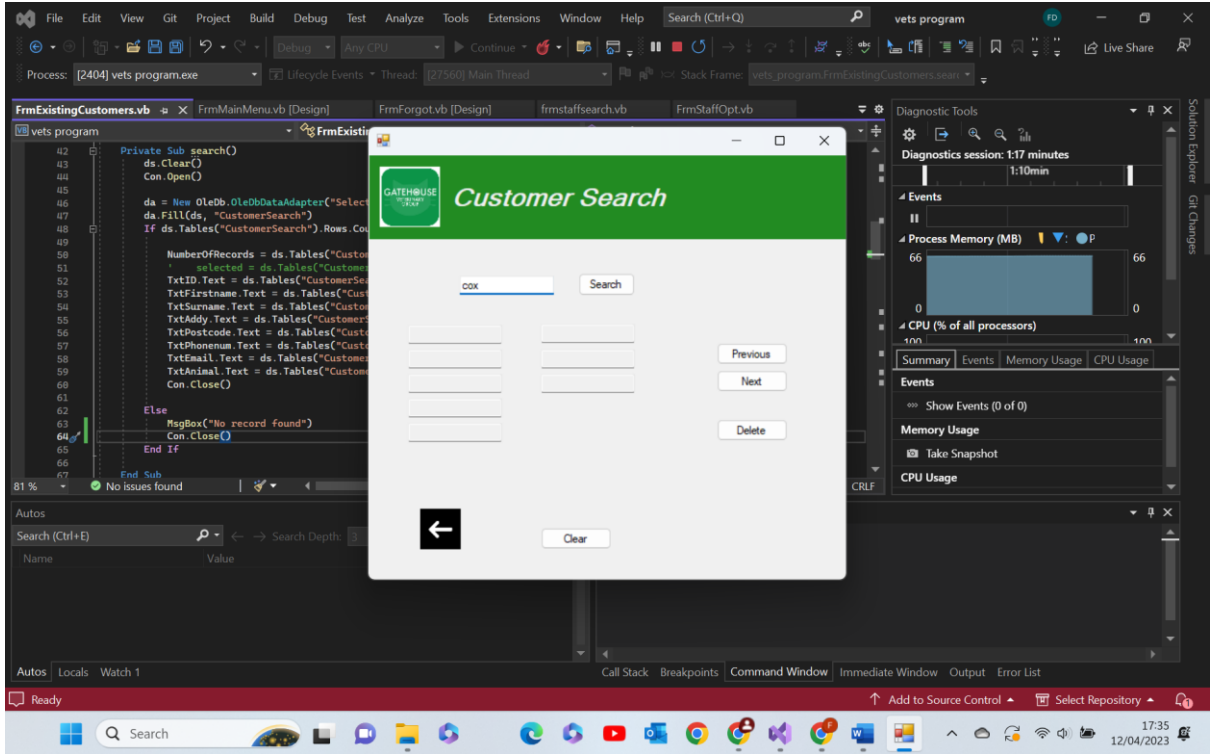 File Edit View Git Project Build Debug Test Analyze Tools Extensions Window Help Search (Ctrl+Q) vets program FD
Debug Any CPU Continue Live Share
Process: [2404] vets program.exe Lifecycle Events Thread: [27560] Main Thread Stack Frame: vets_program.FrmExistingCustomers.sear
FrmExistingCustomers.vb FrmMainMenu.vb [Design] FrmForgot.vb [Design] frmstaffsearch.vb FrmStaffOpt.vb
vets program FrmExisti
42 Private Sub search()
43 ds.Clear()
44 Con.Open()
45
46 da = New OleDb.OleDbDataAdapter("Select
47 da.Fill(ds, "CustomerSearch")
48 If ds.Tables("CustomerSearch").Rows.Cou
49
50 NumberOfRecords = ds.Tables("Custom
51 ' selected = ds.Tables("Customer
52 TxtID.Text = ds.Tables("CustomerSea
53 TxtFirstname.Text = ds.Tables("Cust
54 TxtSurname.Text = ds.Tables("Custom
55 TxtAddy.Text = ds.Tables("CustomerS
56 TxtPostcode.Text = ds.Tables("Custo
57 TxtPhonenum.Text = ds.Tables("Custo
58 TxtEmail.Text = ds.Tables("Customer
59 TxtAnimal.Text = ds.Tables("Custome
60 Con.Close()
61
62 Else
63 MsgBox("No record found")
64 Con.Close()
65 End If
66
67 End Sub
81 % No issues found CRLF
GATEHOUSE
Customer Search
cox Search
Previous
Next
Delete
Clear
Diagnostic Tools
Diagnostics session: 1:17 minutes
1:10min
Events
Process Memory (MB) P
66 66
0 0
CPU (% of all processors)
100 100
Summary Events Memory Usage CPU Usage
Events
Show Events (0 of 0)
Memory Usage
Take Snapshot
CPU Usage
Solution Explorer
Git Changes
Autos
Search (Ctrl+E) Search Depth: 3
Name Value
Autos Locals Watch 1
Call Stack Breakpoints Command Window Immediate Window Output Error List
Ready Add to Source Control Select Repository
Search
17:35
12/04/2023